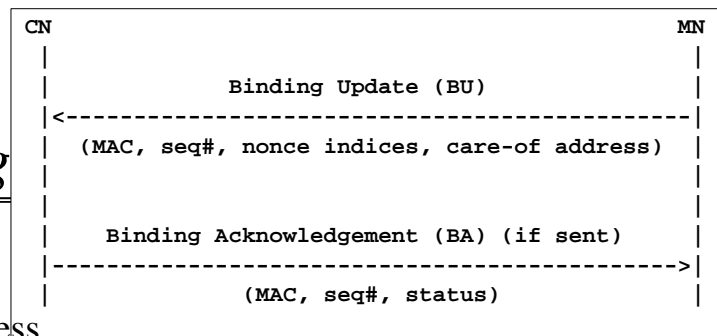 CN MN
| |
| Binding Update (BU) |
|<---------------------------------------------|
g
| (MAC, seq#, nonce indices, care-of address) |
| |
| |
| Binding Acknowledgement (BA) (if sent) |
|--------------------------------------------->|
| (MAC, seq#, status) |
ess